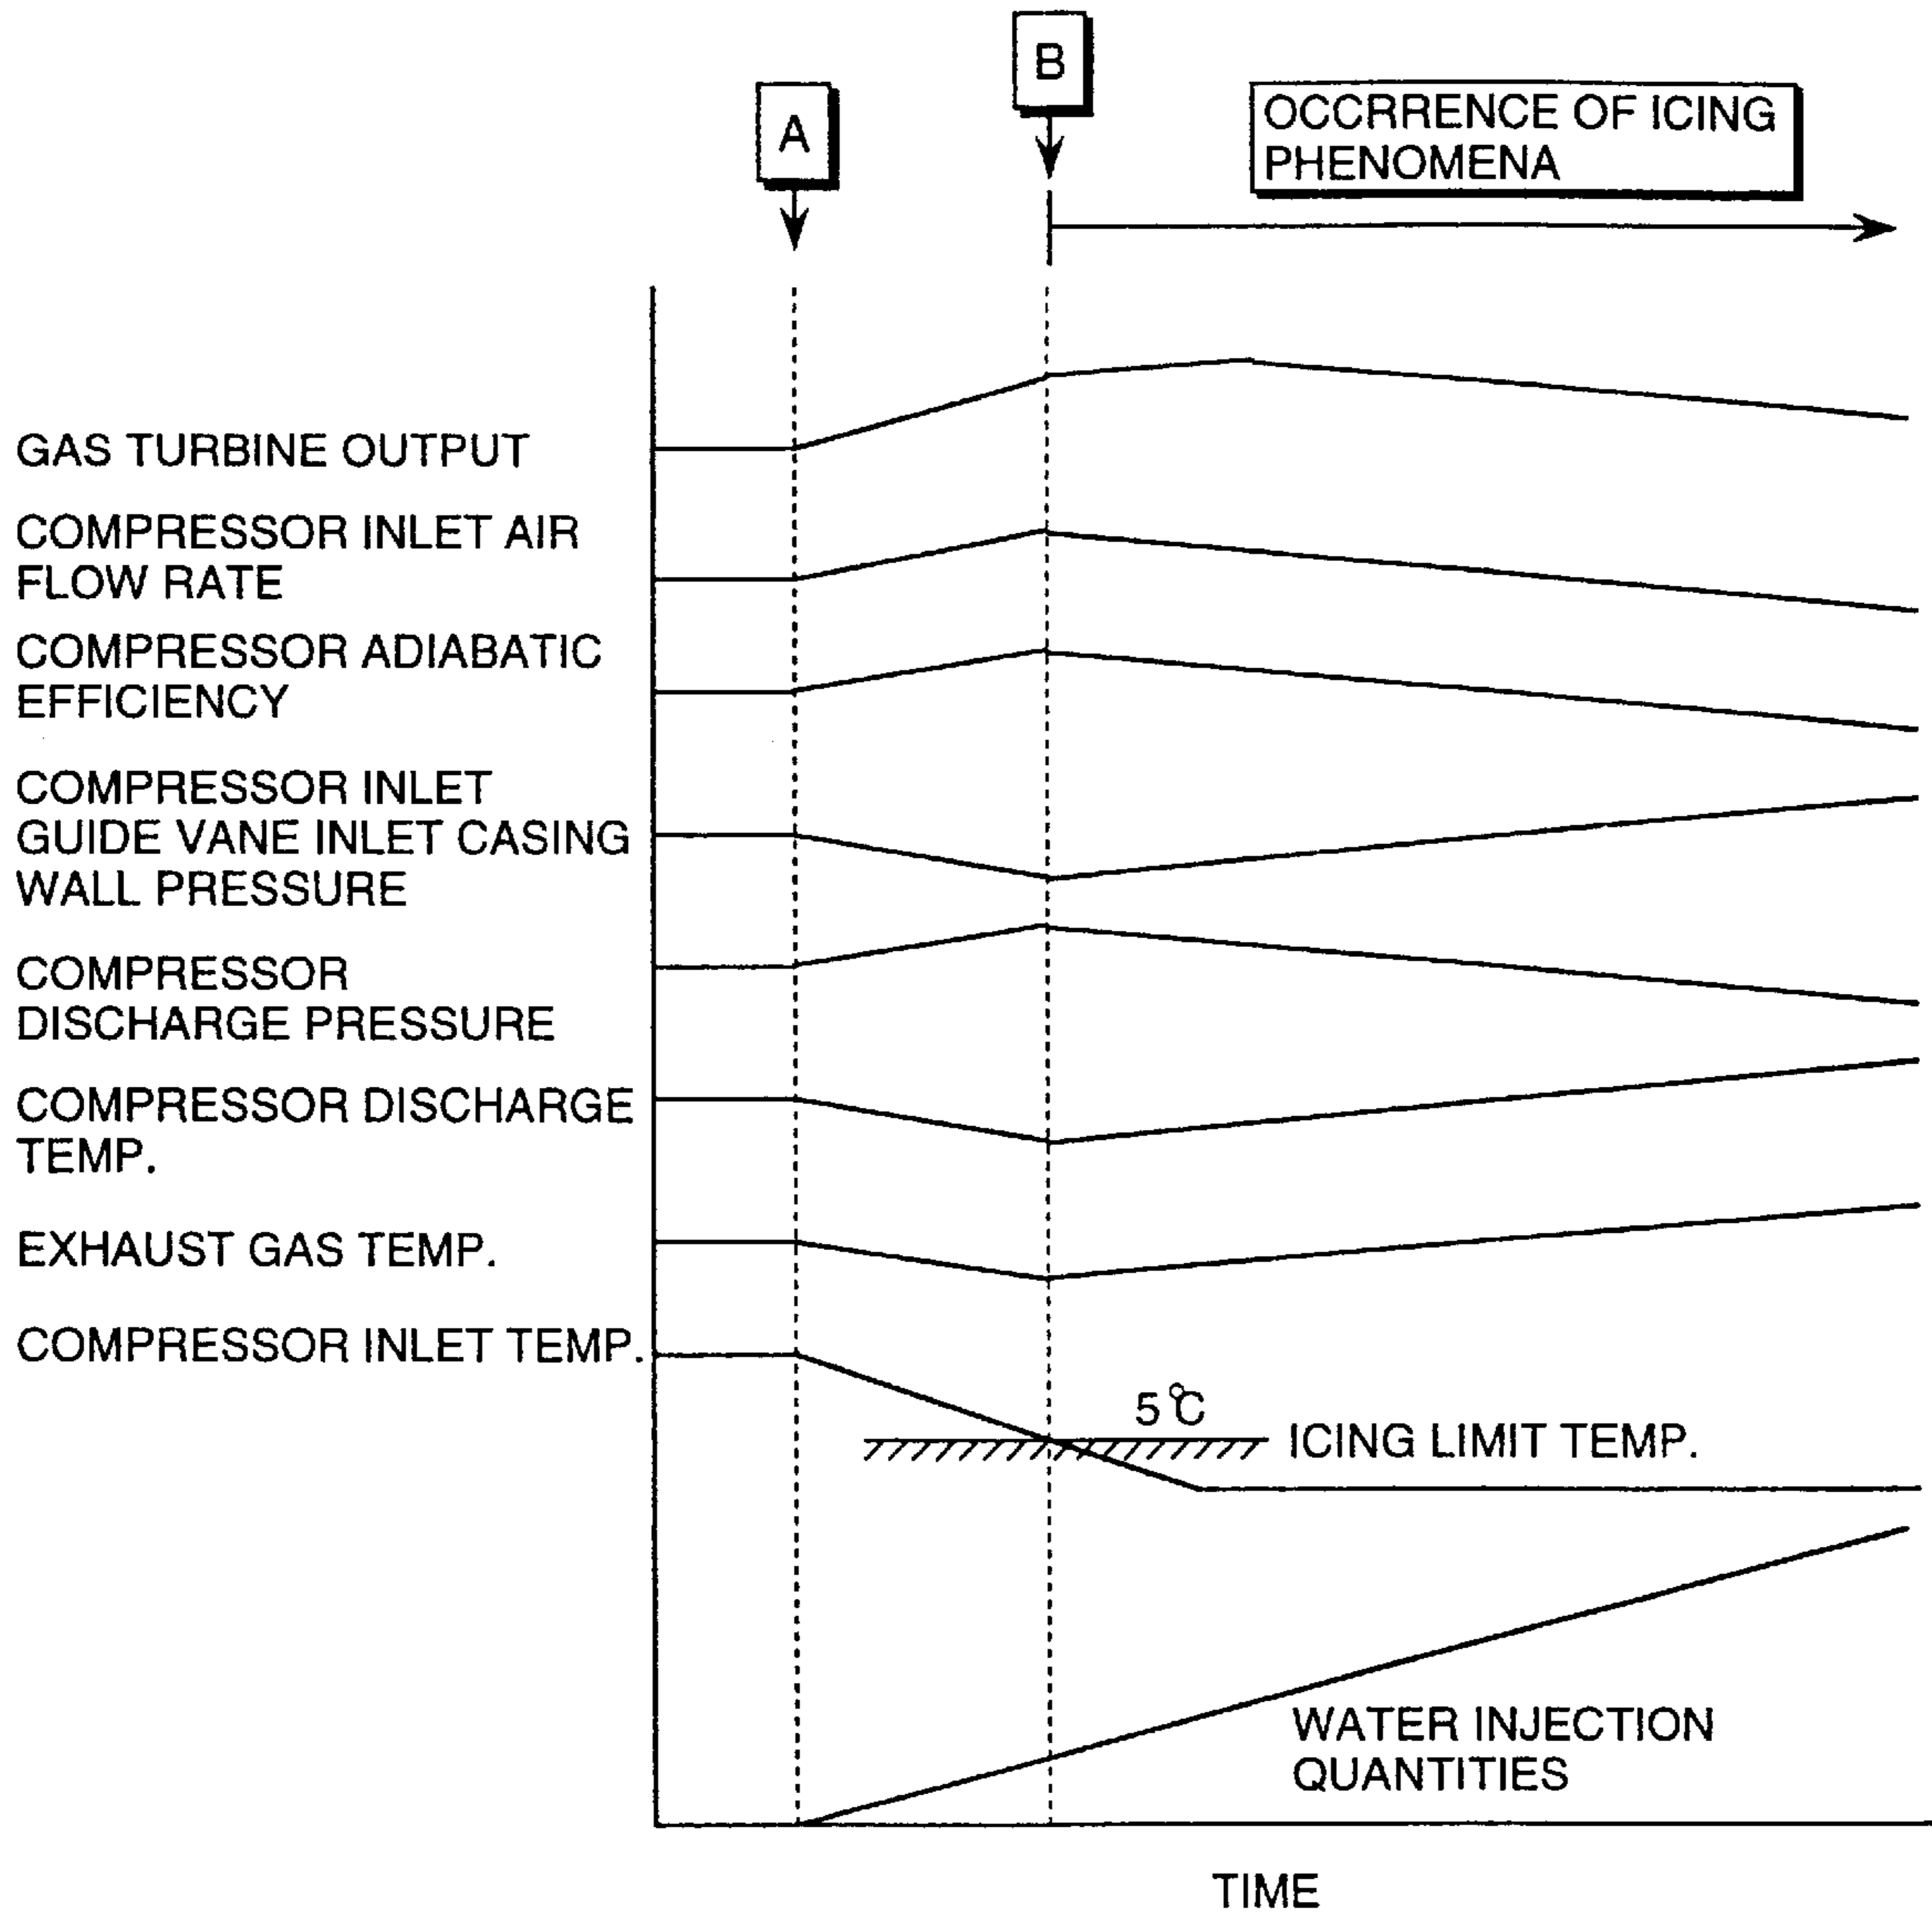 B
A
OCCRRENCE OF ICING
PHENOMENA
GAS TURBINE OUTPUT
COMPRESSOR INLET AIR
FLOW RATE
COMPRESSOR ADIABATIC
EFFICIENCY
COMPRESSOR INLET
GUIDE VANE INLET CASING
WALL PRESSURE
COMPRESSOR
DISCHARGE PRESSURE
COMPRESSOR DISCHARGE
TEMP.
EXHAUST GAS TEMP.
COMPRESSOR INLET TEMP.
5℃
ICING LIMIT TEMP.
WATER INJECTION
QUANTITIES
TIME